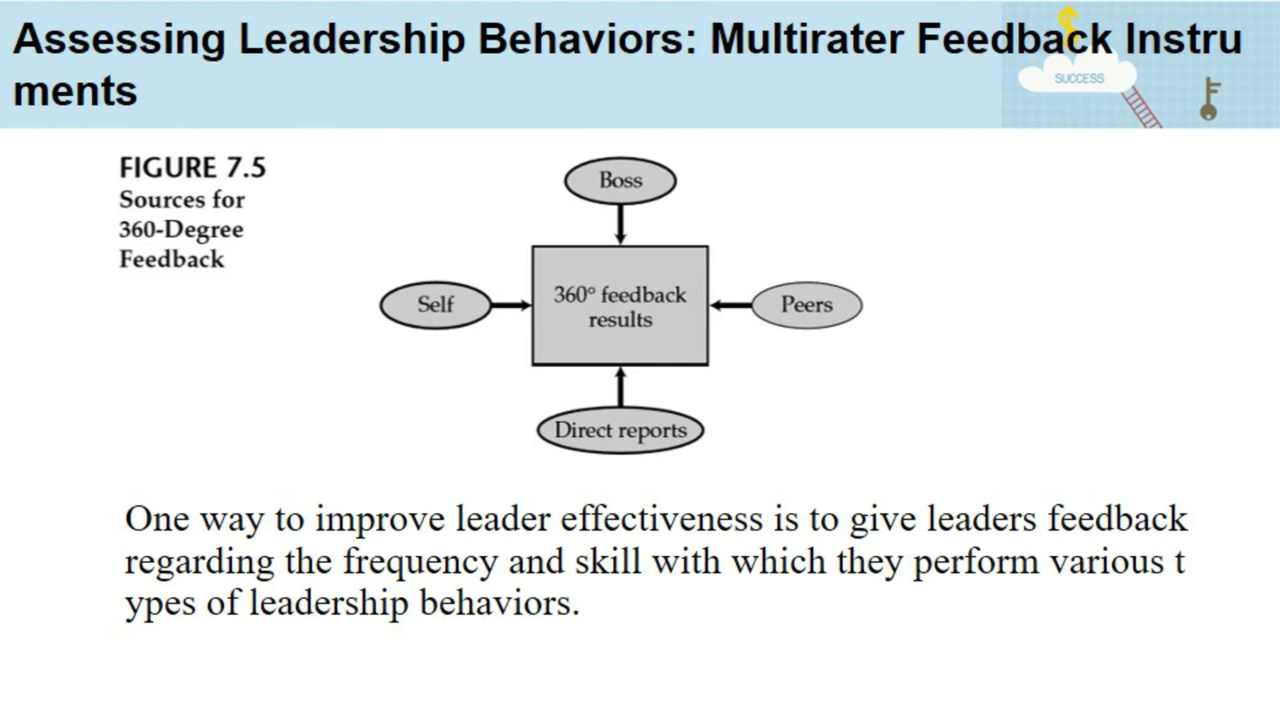 Assessing Leadership Behaviors: Multirater Feedback Instru
ments
SUCCESS
FIGURE 7.5
Sources for
360-Degree
Feedback
Boss
Self
360° feedback
results
Peers
Direct reports
One way to improve leader effectiveness is to give leaders feedback
regarding the frequency and skill with which they perform various t
ypes of leadership behaviors.